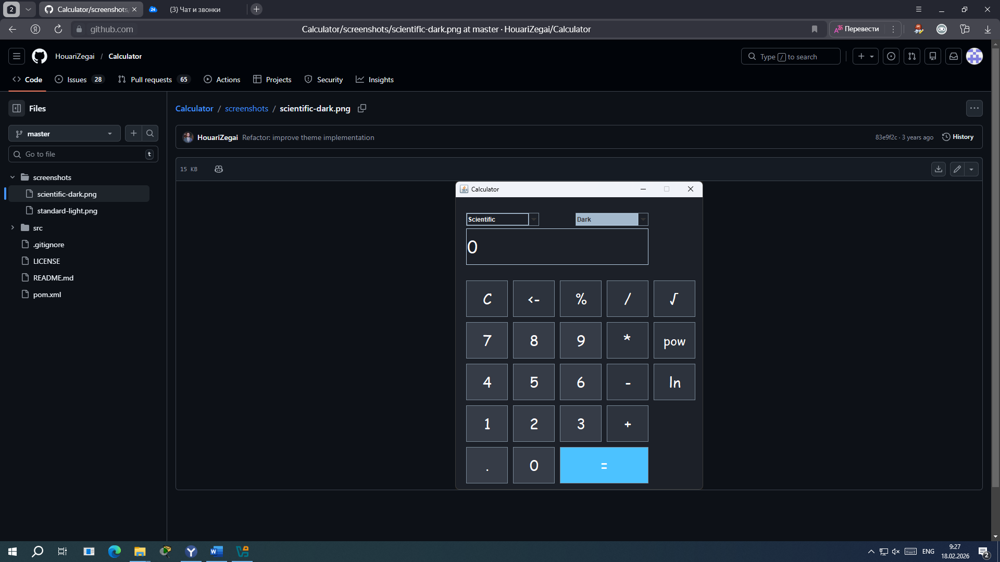 2
Calculator/screenshots/
24
(3) Чат и звонки
github.com
Calculator/screenshots/scientific-dark.png at master · HouariZegai/Calculator
Перевести
HouariZegai / Calculator
Type / to search
Code
Issues 28
Pull requests 65
Actions
Projects
Security
Insights
Files
master
Go to file
t
screenshots
scientific-dark.png
standard-light.png
src
.gitignore
LICENSE
README.md
pom.xml
Calculator / screenshots / scientific-dark.png
HouariZegai Refactor: improve theme implementation
83e9f2c · 3 years ago
History
15 KB
Calculator
Scientific
Dark
0
C <- % / √
7 8 9 * pow
4 5 6 - ln
1 2 3 +
. 0 =
ENG
9:27
18.02.2026
2